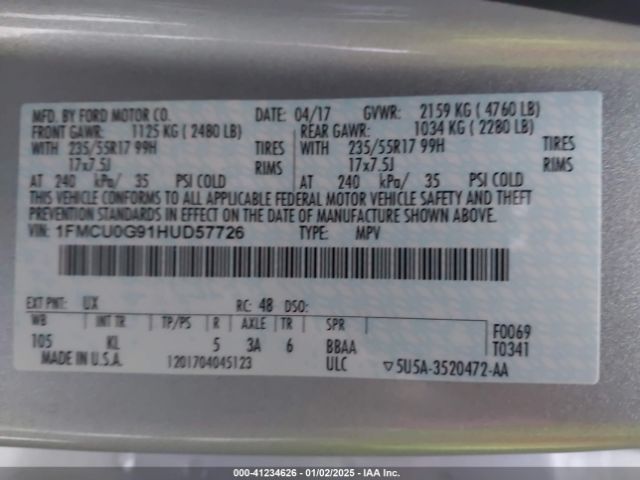 MFD. BY FORD MOTOR CO. DATE: 04/17 GVWR: 2159 KG ( 4760 LB)
FRONT GAWR: 1125 KG ( 2480 LB) REAR GAWR: 1034 KG ( 2280 LB)
WITH 235/55R17 99H TIRES WITH 235/55R17 99H TIRES
17x7.5J RIMS 17x7.5J RIMS
AT 240 kPa/ 35 PSI COLD AT 240 kPa/ 35 PSI COLD
THIS VEHICLE CONFORMS TO ALL APPLICABLE FEDERAL MOTOR VEHICLE SAFETY AND THEFT
PREVENTION STANDARDS IN EFFECT ON THE DATE OF MANUFACTURE SHOWN ABOVE.
VIN: 1FMCU0G91HUD57726 TYPE: MPV
EXT PNT: UX RC: 48 DSO:
WB INT TR TP/PS R AXLE TR SPR F0069
105 KL 5 3A 6 BBAA T0341
MADE IN U.S.A. 1201704045123 ULC ▽5U5A-3520472-AA
000-41234626 - 01/02/2025 - IAA Inc.